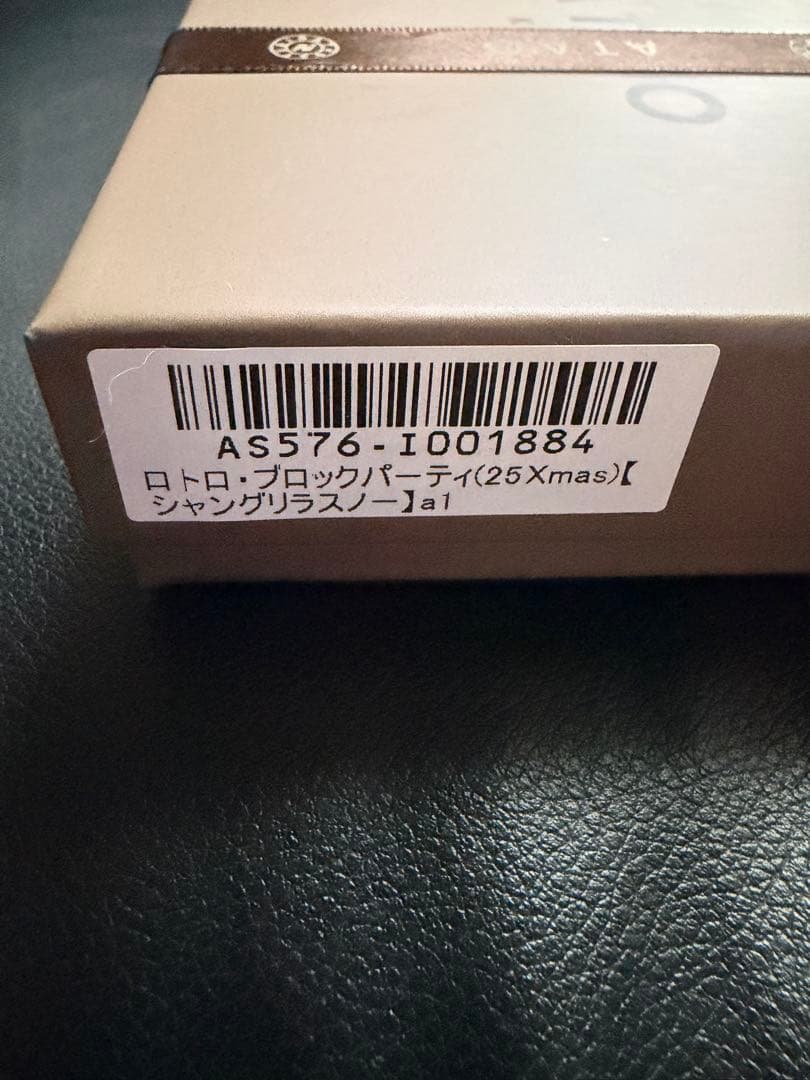 ATAO
AS576-I001884
ロトロ・ブロックパーティ(25Xmas)【
シャングリラスノー】a1